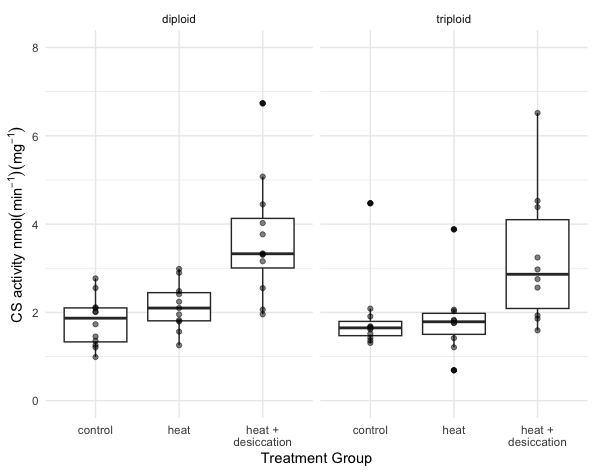 diploid triploid
8
6
4
2
0
CS activity nmol(min⁻¹)(mg⁻¹)
control heat heat + desiccation control heat heat + desiccation
Treatment Group